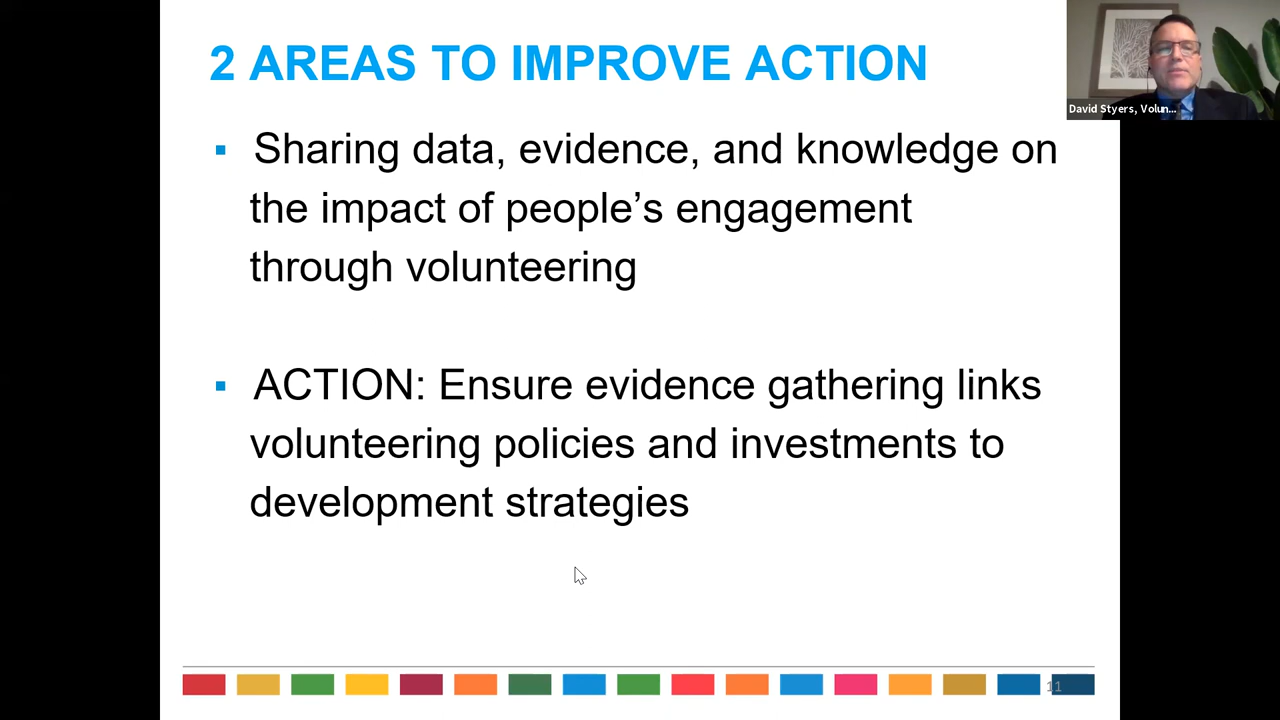 2 AREAS TO IMPROVE ACTION
David Styers, Volun...
▪ Sharing data, evidence, and knowledge on
the impact of people’s engagement
through volunteering
▪ ACTION: Ensure evidence gathering links
volunteering policies and investments to
development strategies
11